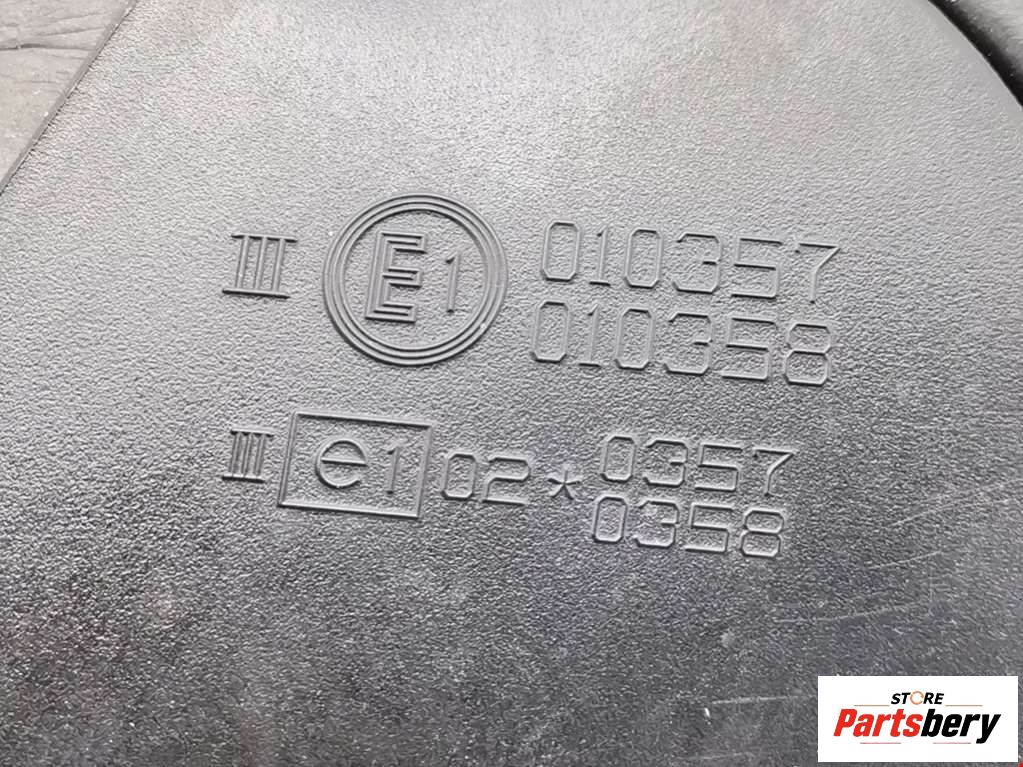 III E1 010357
010358
III e1 02*0357
0358
STORE
Partsbery